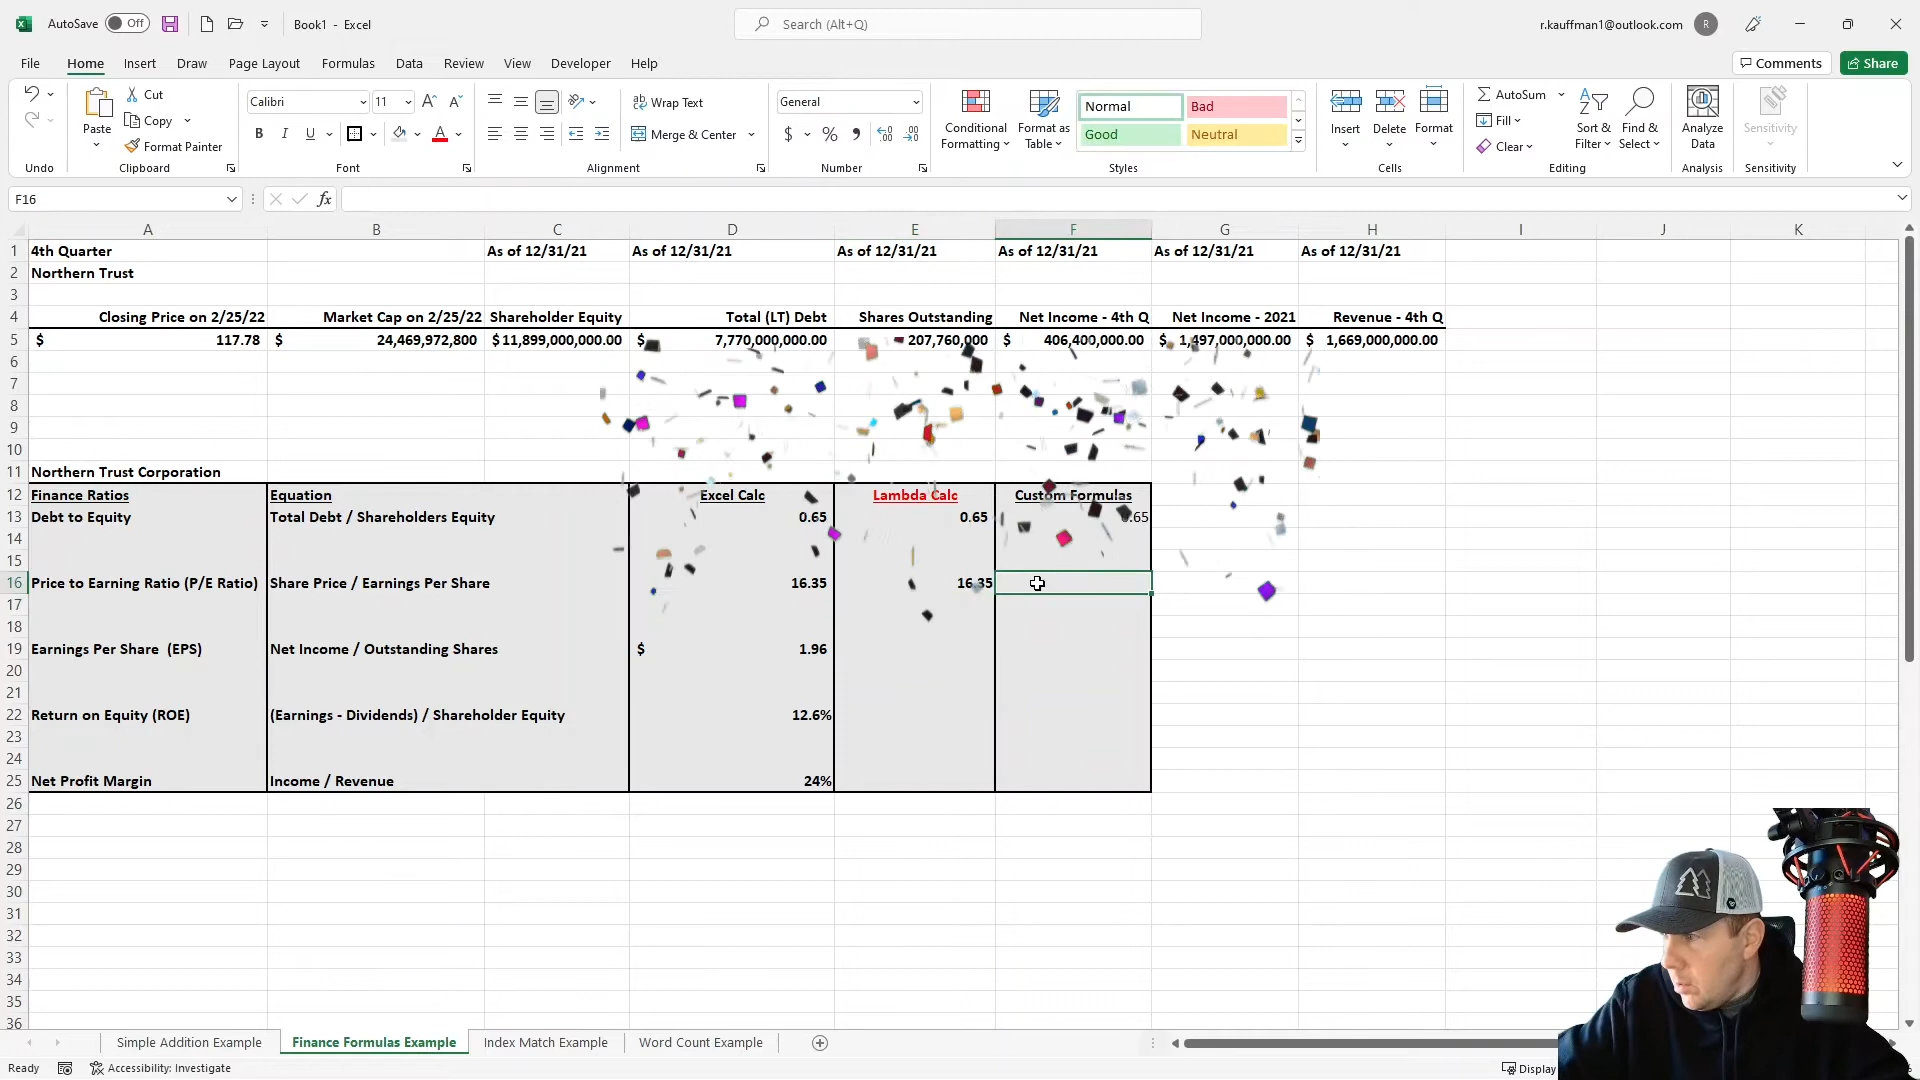 AutoSave Off Book1 - Excel Search (Alt+Q) r.kauffman1@outlook.com R
File Home Insert Draw Page Layout Formulas Data Review View Developer Help Comments Share
Cut
Copy
Format Painter
Paste
Calibri 11
B I U A
Wrap Text
Merge & Center
General
$ % ,
Conditional Formatting
Format as Table
Normal Bad
Good Neutral
Insert Delete Format
AutoSum
Fill
Clear
Sort & Filter
Find & Select
Analyze Data
Sensitivity
Undo Clipboard Font Alignment Number Styles Cells Editing Analysis Sensitivity
F16 fx
A B C D E F G H I J K
1 4th Quarter As of 12/31/21 As of 12/31/21 As of 12/31/21 As of 12/31/21 As of 12/31/21 As of 12/31/21
2 Northern Trust
3
4 Closing Price on 2/25/22 Market Cap on 2/25/22 Shareholder Equity Total (LT) Debt Shares Outstanding Net Income - 4th Q Net Income - 2021 Revenue - 4th Q
5 $ 117.78 $ 24,469,972,800 $11,899,000,000.00 $ 7,770,000,000.00 207,760,000 $ 406,400,000.00 $ 1,497,000,000.00 $ 1,669,000,000.00
6
7
8
9
10
11 Northern Trust Corporation
12 Finance Ratios Equation Excel Calc Lambda Calc Custom Formulas
13 Debt to Equity Total Debt / Shareholders Equity 0.65 0.65 0.65
14
15
16 Price to Earning Ratio (P/E Ratio) Share Price / Earnings Per Share 16.35 16.35
17
18
19 Earnings Per Share (EPS) Net Income / Outstanding Shares $ 1.96
20
21
22 Return on Equity (ROE) (Earnings - Dividends) / Shareholder Equity 12.6%
23
24
25 Net Profit Margin Income / Revenue 24%
26
27
28
29
30
31
32
33
34
35
36
Simple Addition Example Finance Formulas Example Index Match Example Word Count Example
Ready Accessibility: Investigate Display